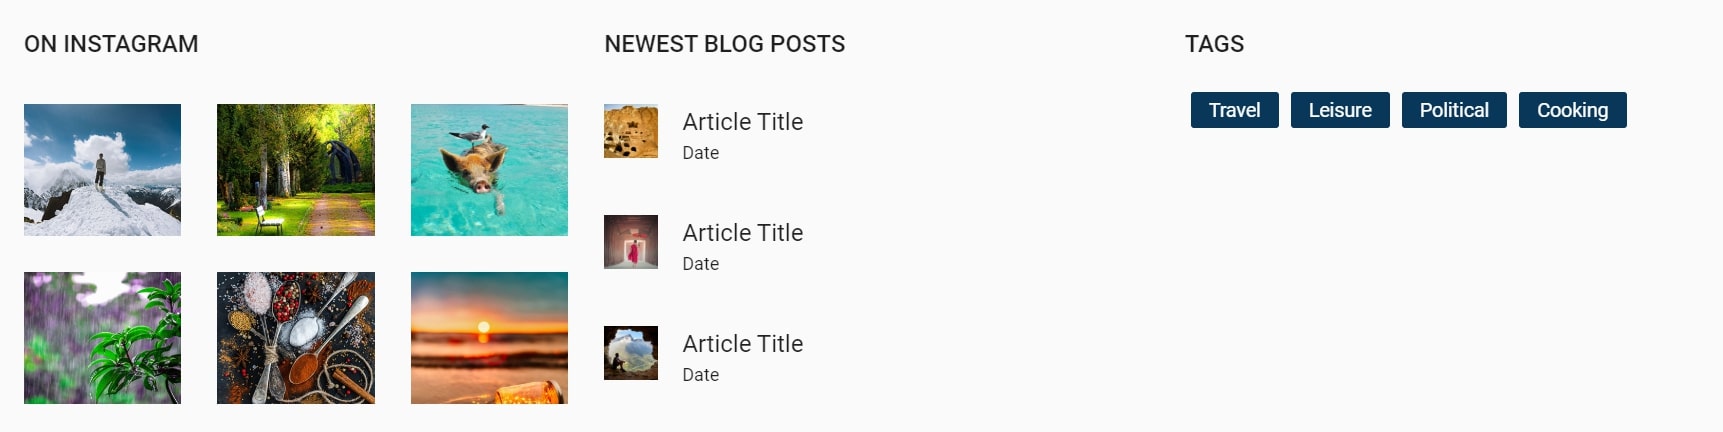 ON INSTAGRAM
NEWEST BLOG POSTS
Article Title
Date
Article Title
Date
Article Title
Date
TAGS
Travel Leisure Political Cooking